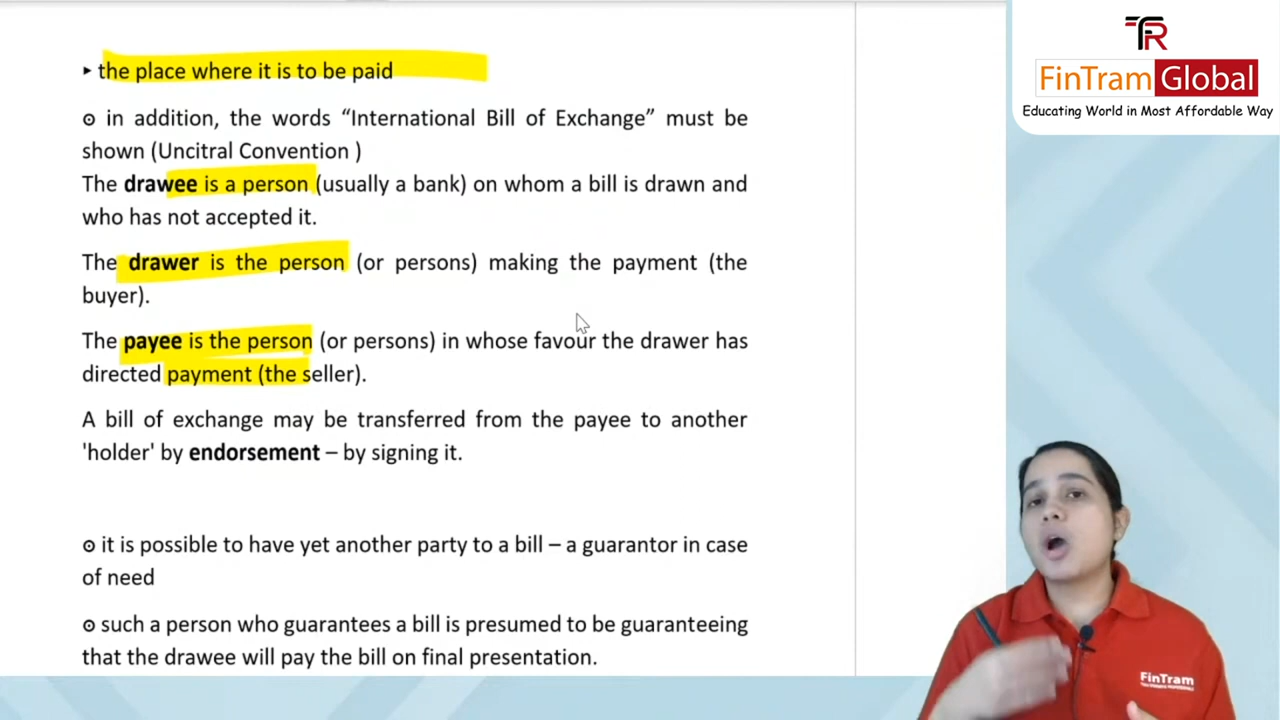 ▸ the place where it is to be paid
⊙ in addition, the words “International Bill of Exchange” must be
shown (Uncitral Convention )
The drawee is a person (usually a bank) on whom a bill is drawn and
who has not accepted it.
The drawer is the person (or persons) making the payment (the
buyer).
The payee is the person (or persons) in whose favour the drawer has
directed payment (the seller).
A bill of exchange may be transferred from the payee to another
'holder' by endorsement – by signing it.
⊙ it is possible to have yet another party to a bill – a guarantor in case
of need
⊙ such a person who guarantees a bill is presumed to be guaranteeing
that the drawee will pay the bill on final presentation.
FinTram Global
Educating World in Most Affordable Way
FinTram